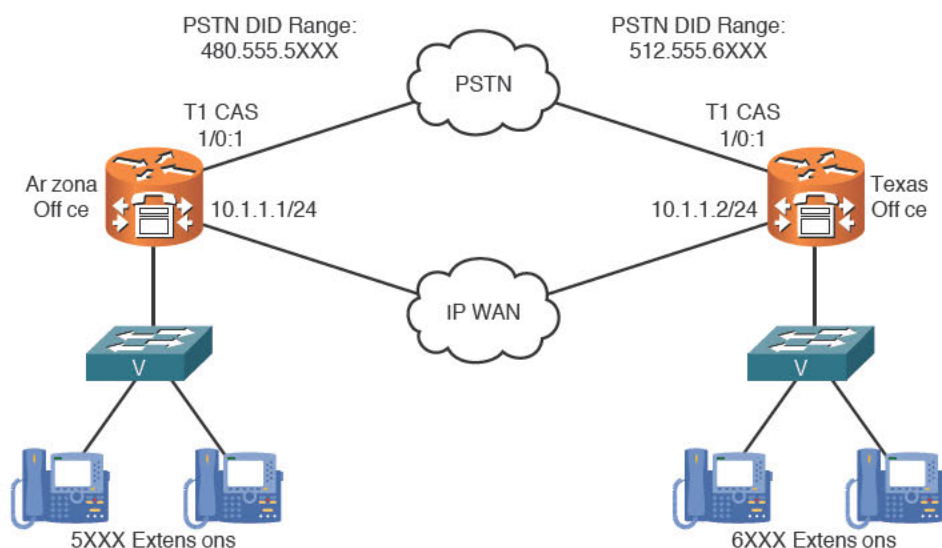 PSTN DID Range:
480.555.5XXX
PSTN DID Range:
512.555.6XXX
PSTN
T1 CAS
1/0:1
T1 CAS
1/0:1
Ar zona
Off ce
10.1.1.1/24
10.1.1.2/24
Texas
Off ce
IP WAN
V
V
5XXX Extens ons
6XXX Extens ons